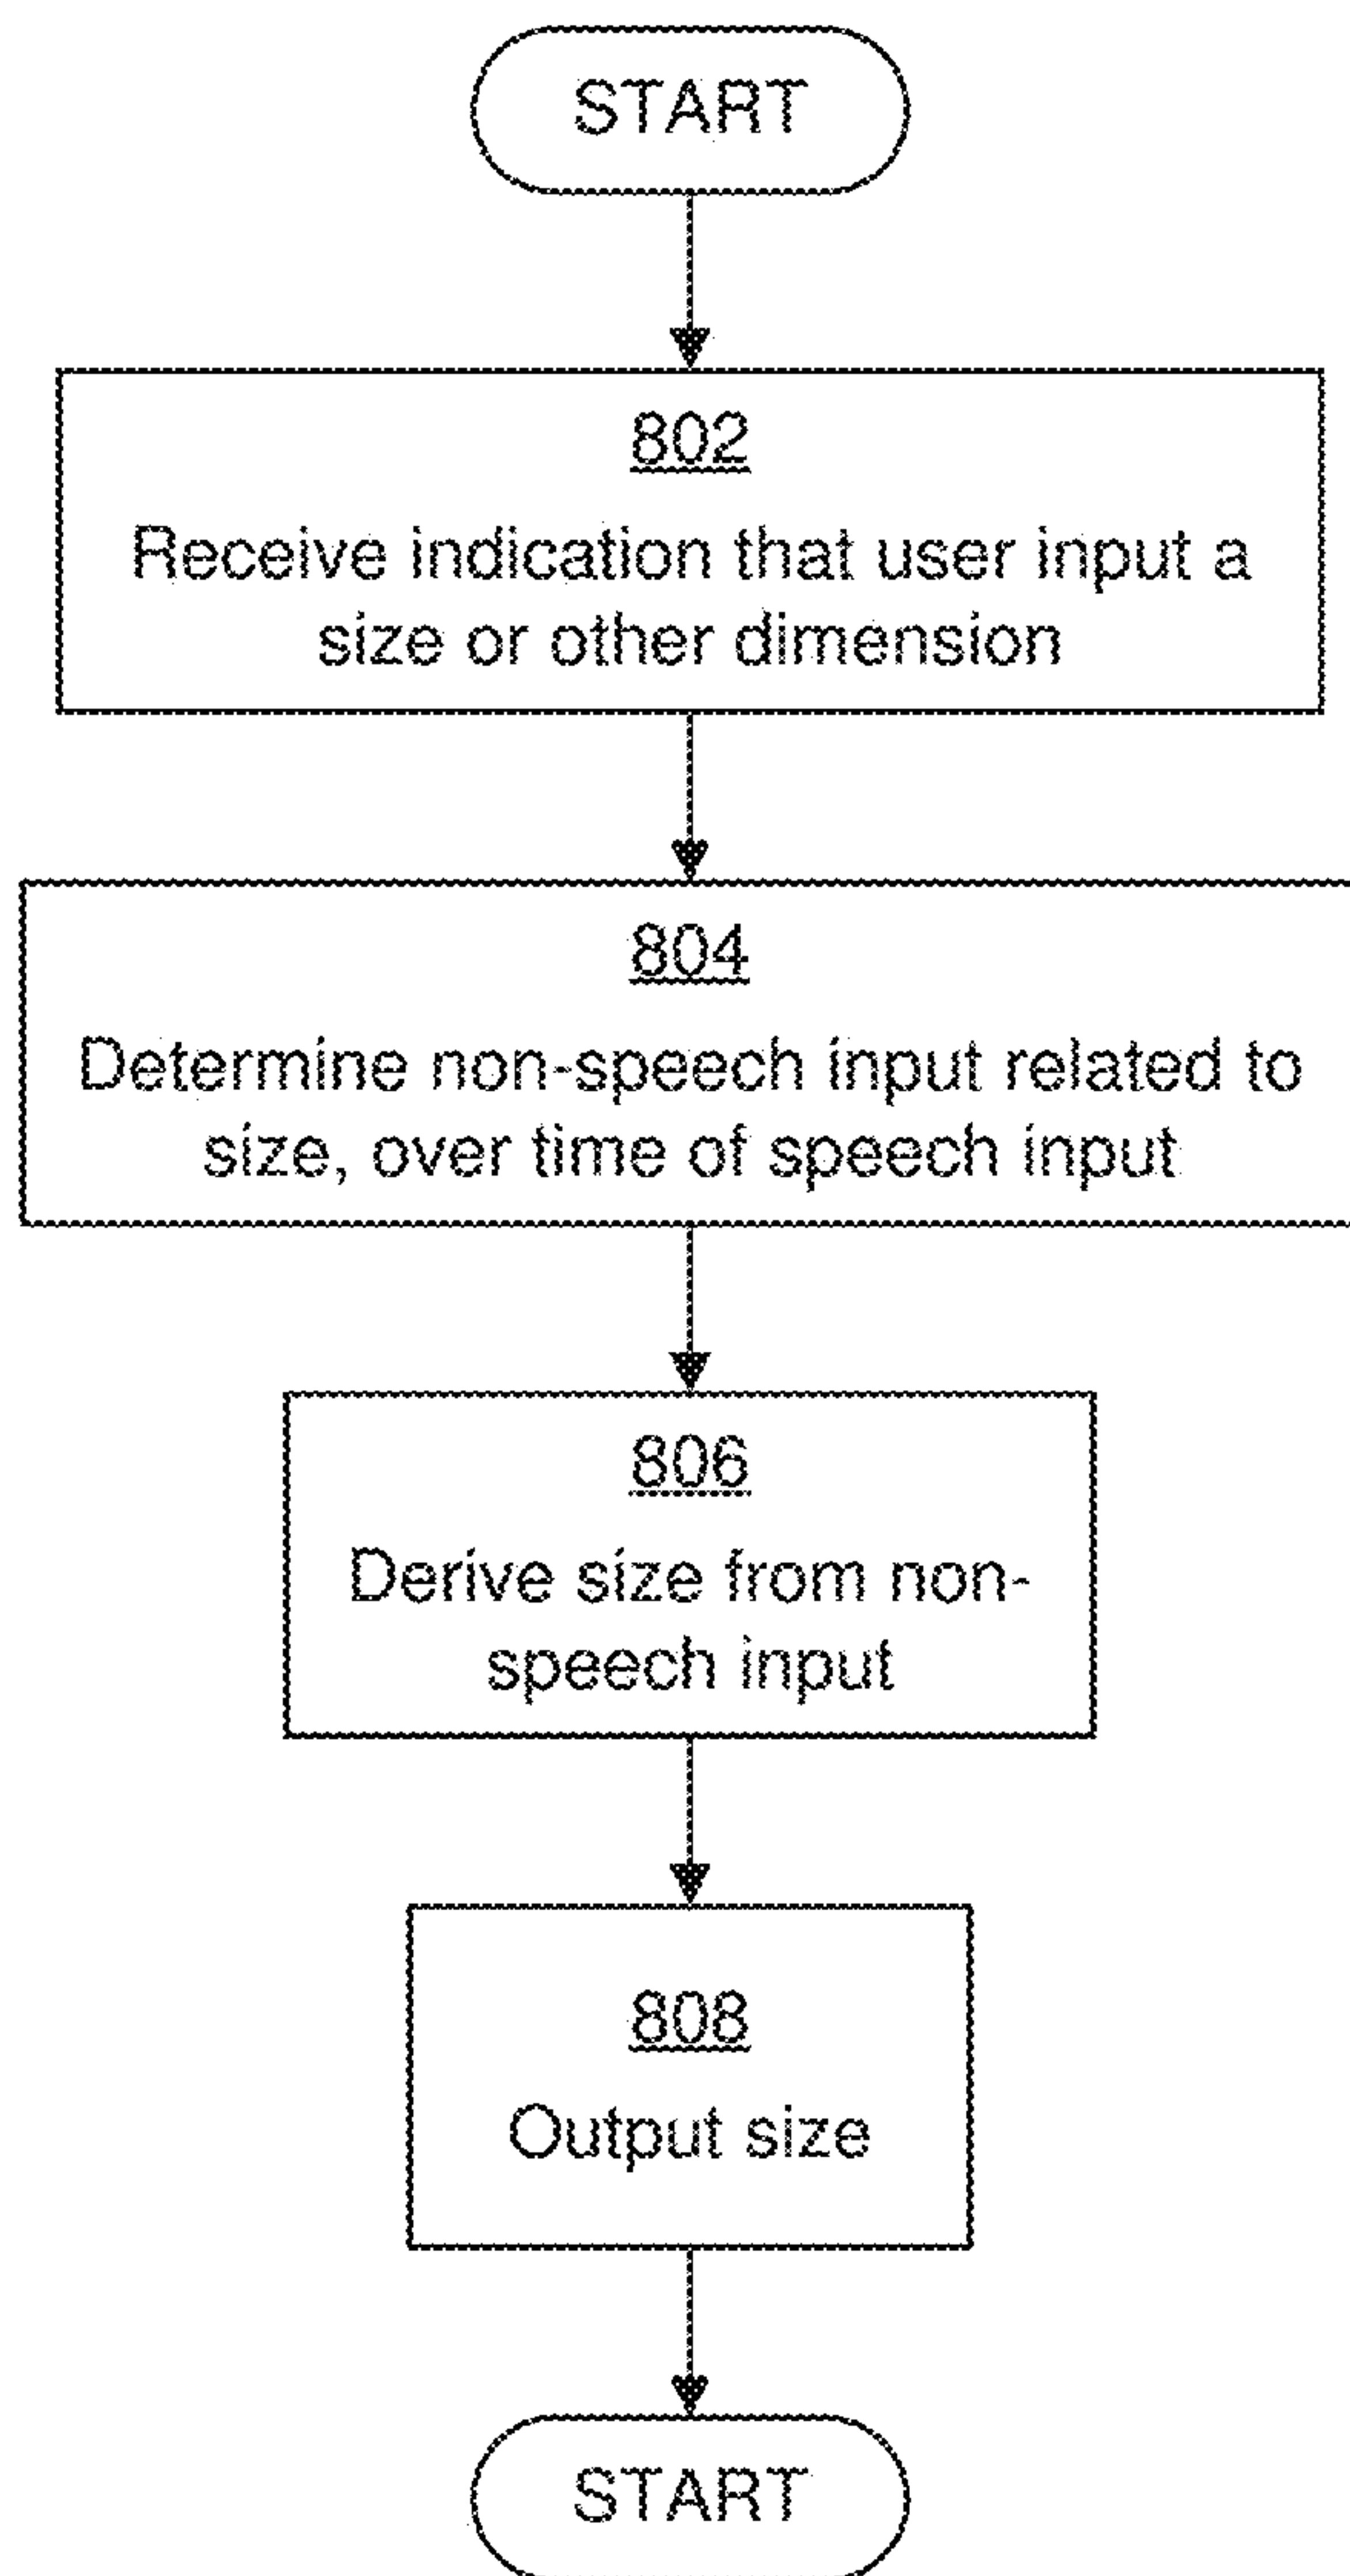 START
802
Receive indication that user input a
size or other dimension
804
Determine non-speech input related to
size, over time of speech input
806
Derive size from non-
speech input
808
Output size
START